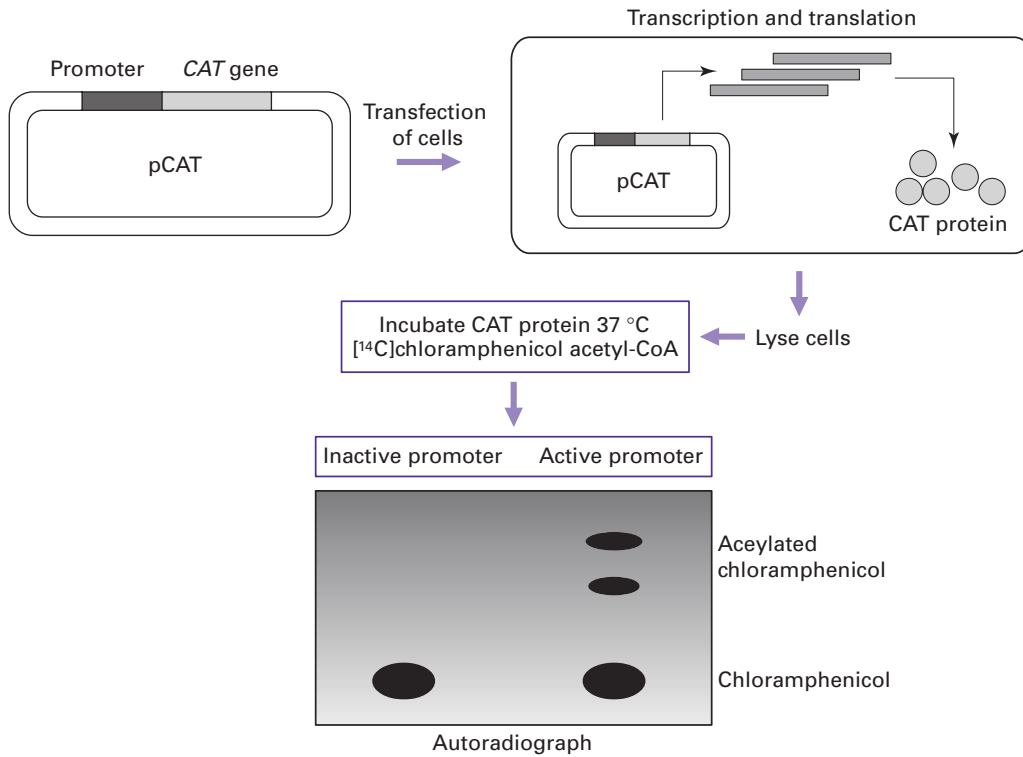 Transcription and translation
Promoter CAT gene
Transfection
of cells
pCAT
pCAT
CAT protein
Incubate CAT protein 37 °C
[¹⁴C]chloramphenicol acetyl-CoA
Lyse cells
Inactive promoter Active promoter
Aceylated
chloramphenicol
Chloramphenicol
Autoradiograph